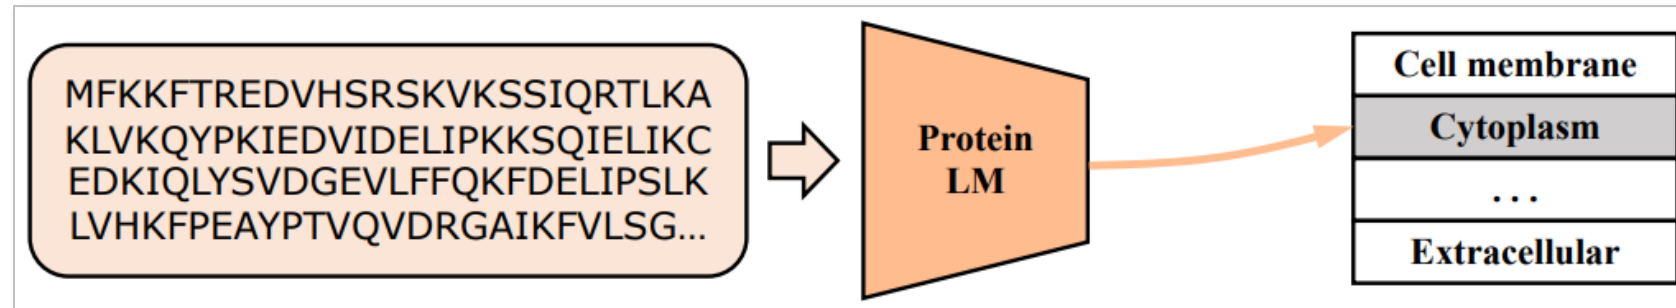 MFKKFTREDVHSRSKVKSSIQRTLKA
KLVKQYPKIEDVIDELIPKKSQIELIKC
EDKIQLYSVDGEVLFFQKFDELIPSLK
LVHKFPEAYPTVQVDRGAIKFVLSG...
Protein
LM
Cell membrane
Cytoplasm
...
Extracellular